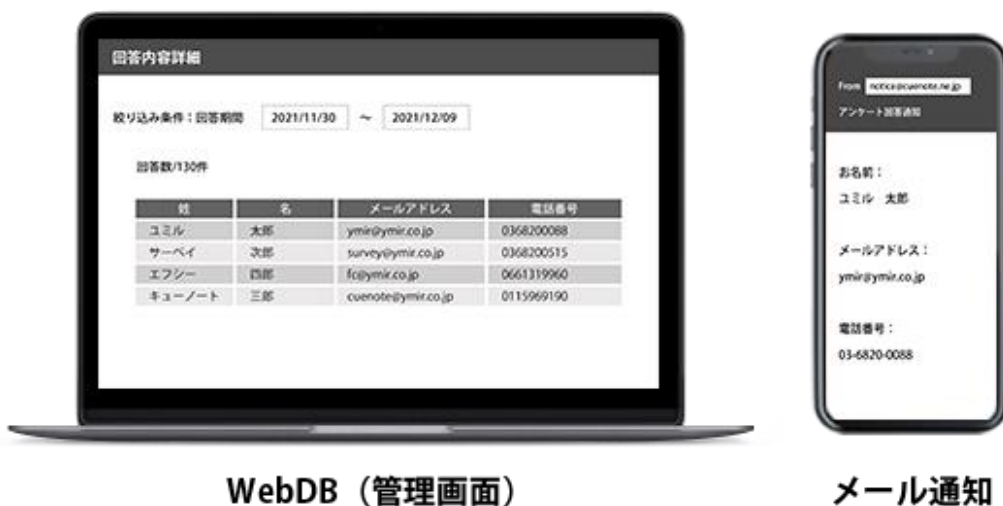 回答内容詳細
絞り込み条件：回答期間 2021/11/30 ～ 2021/12/09
回答数/130件
姓 名 メールアドレス 電話番号
ユミル 太郎 ymir@ymir.co.jp 0368200088
サーベイ 次郎 survey@ymir.co.jp 0368200515
エフシー 四郎 fc@ymir.co.jp 0661319960
キューノート 三郎 cuenote@ymir.co.jp 0115969190
WebDB（管理画面）
From notice@cuenote.ne.jp
アンケート回答通知
お名前：
ユミル 太郎
メールアドレス：
ymir@ymir.co.jp
電話番号：
03-6820-0088
メール通知